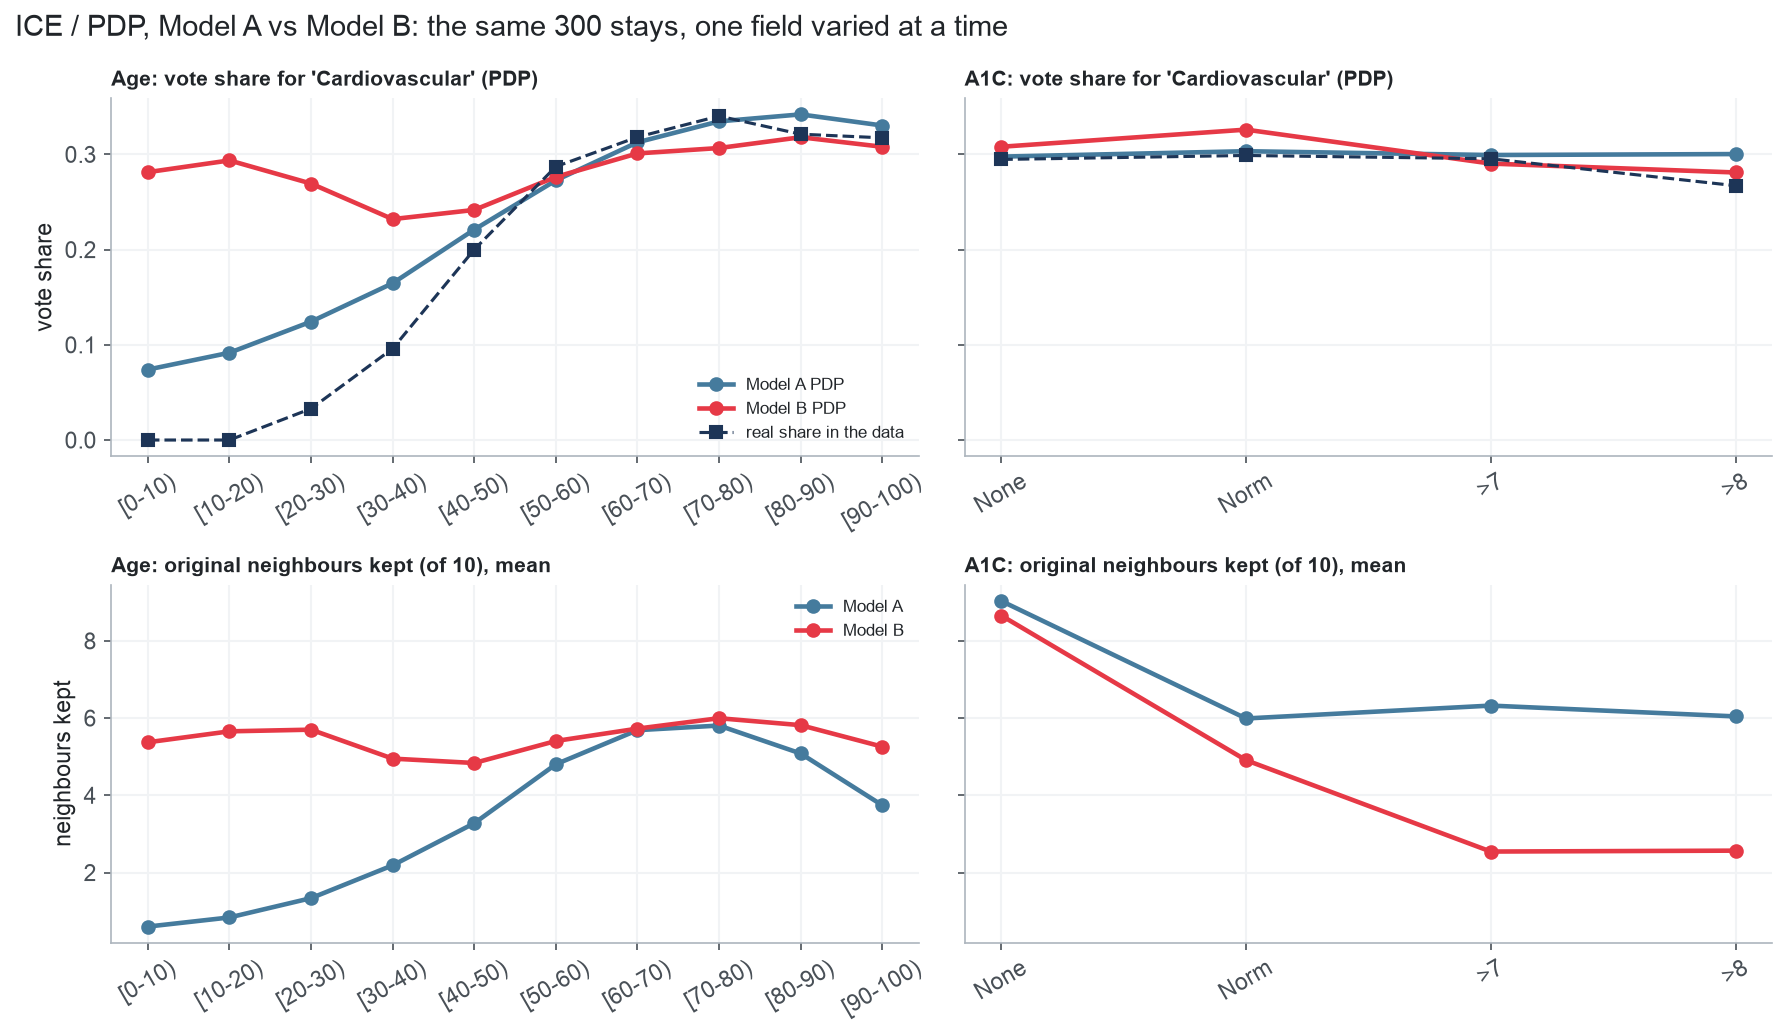 ICE / PDP, Model A vs Model B: the same 300 stays, one field varied at a time
Age: vote share for 'Cardiovascular' (PDP)
vote share
0.3
0.2
0.1
0.0
Model A PDP
Model B PDP
real share in the data
[0-10)
[10-20)
[20-30)
[30-40)
[40-50)
[50-60)
[60-70)
[70-80)
[80-90)
[90-100)
A1C: vote share for 'Cardiovascular' (PDP)
None
Norm
>7
>8
Age: original neighbours kept (of 10), mean
neighbours kept
8
6
4
2
Model A
Model B
[0-10)
[10-20)
[20-30)
[30-40)
[40-50)
[50-60)
[60-70)
[70-80)
[80-90)
[90-100)
A1C: original neighbours kept (of 10), mean
None
Norm
>7
>8